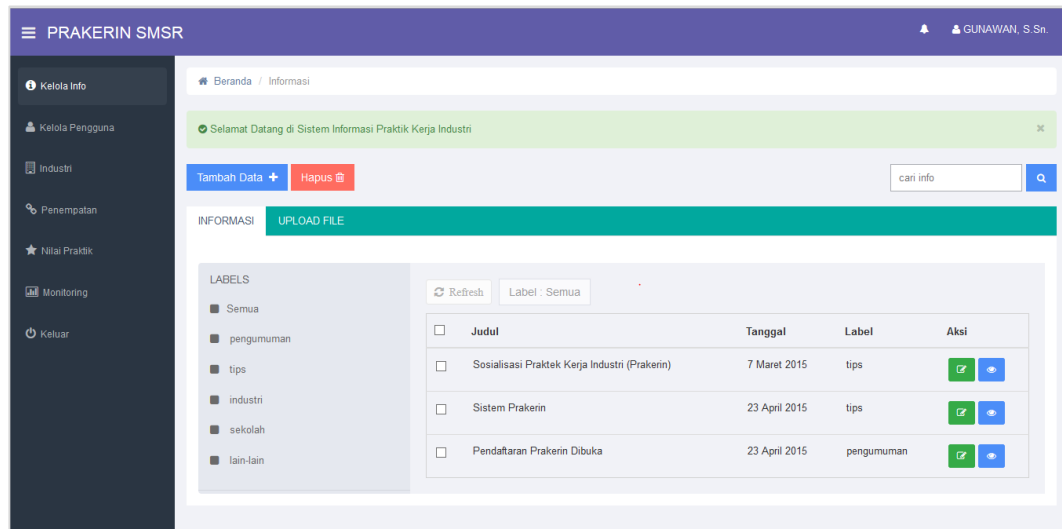 PRAKERIN SMSR
GUNAWAN, S.Sn.
Kelola Info
Kelola Pengguna
Industri
Penempatan
Nilai Praktik
Monitoring
Keluar
Beranda / Informasi
Selamat Datang di Sistem Informasi Praktik Kerja Industri
Tambah Data
Hapus
cari info
INFORMASI
UPLOAD FILE
LABELS
Semua
pengumuman
tips
industri
sekolah
lain-lain
Refresh
Label : Semua
Judul Tanggal Label Aksi
Sosialisasi Praktek Kerja Industri (Prakerin) 7 Maret 2015 tips
Sistem Prakerin 23 April 2015 tips
Pendaftaran Prakerin Dibuka 23 April 2015 pengumuman